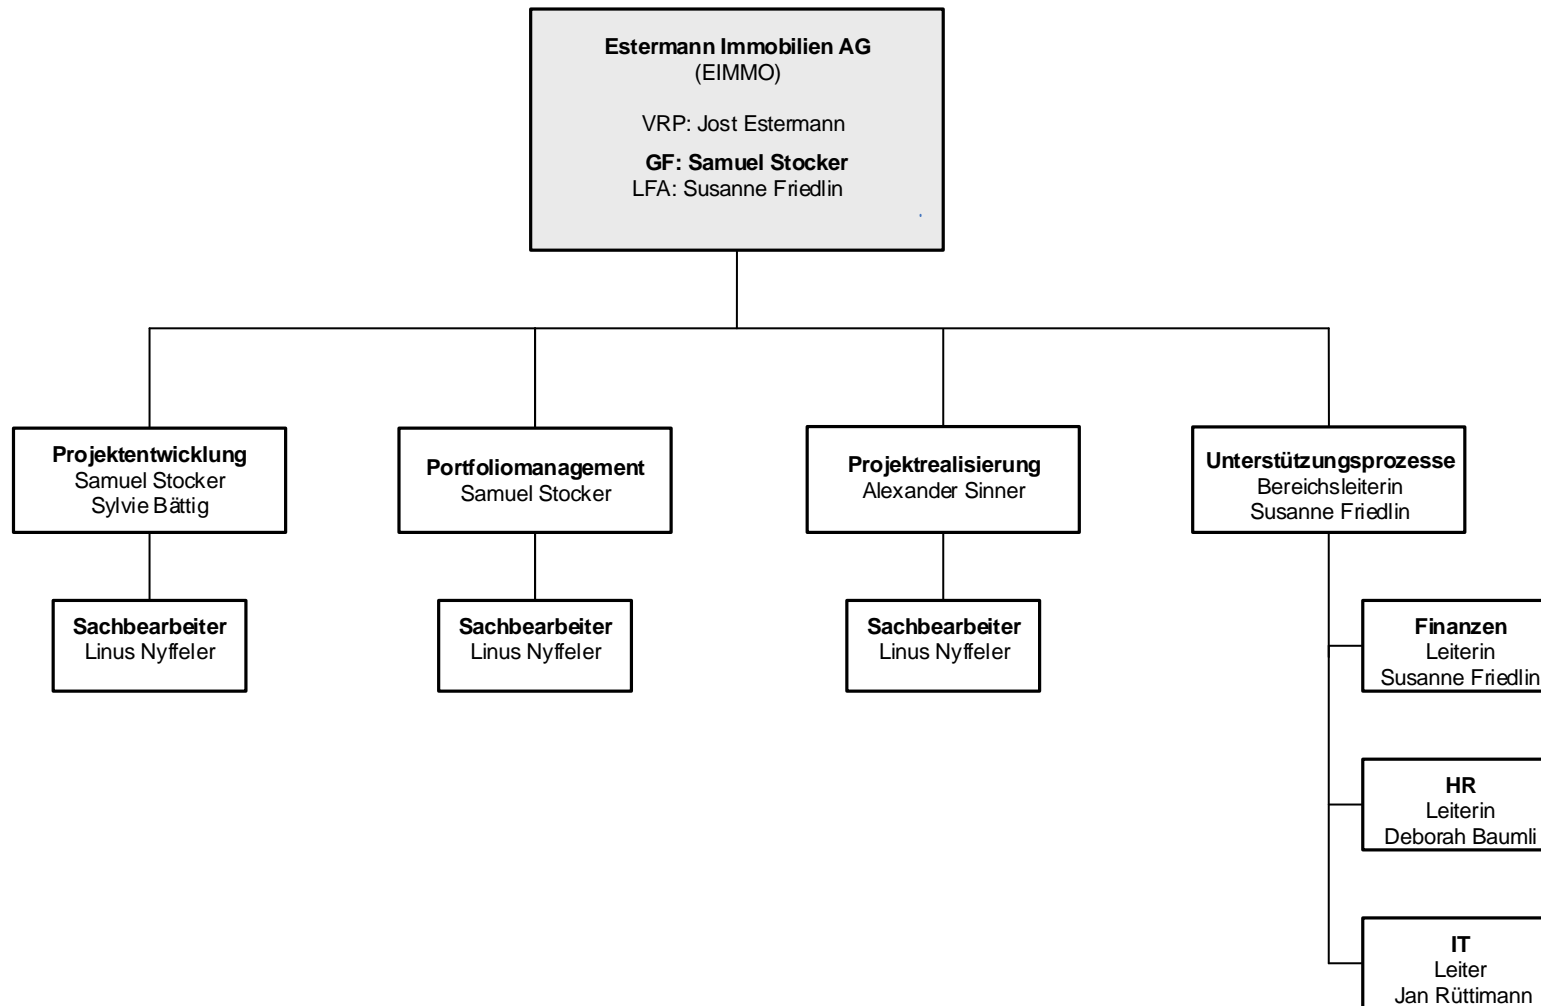 Estermann Immobilien AG
(EIMMO)
VRP: Jost Estermann
GF: Samuel Stocker
LFA: Susanne Friedlin
Projektentwicklung
Samuel Stocker
Sylvie Bättig
Portfoliomanagement
Samuel Stocker
Projektrealisierung
Alexander Sinner
Unterstützungsprozesse
Bereichsleiterin
Susanne Friedlin
Sachbearbeiter
Linus Nyffeler
Sachbearbeiter
Linus Nyffeler
Sachbearbeiter
Linus Nyffeler
Finanzen
Leiterin
Susanne Friedlin
HR
Leiterin
Deborah Baumli
IT
Leiter
Jan Rüttimann